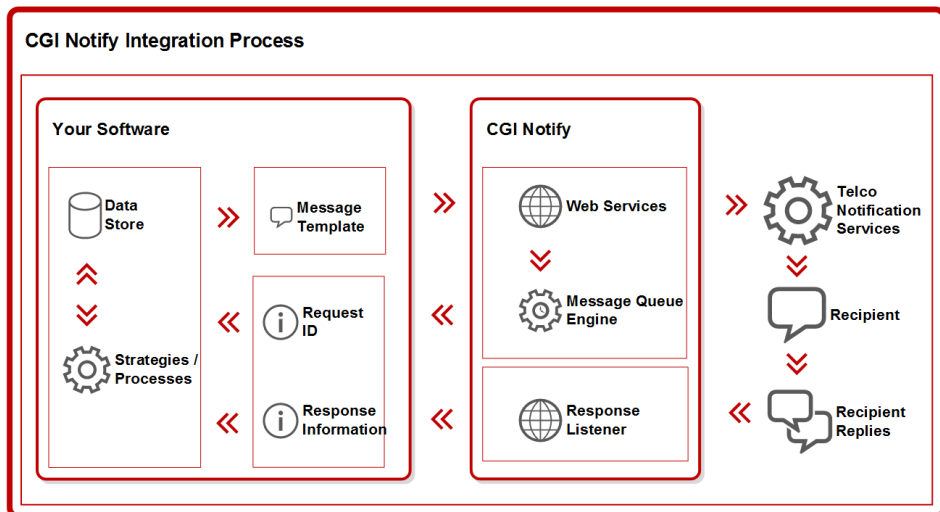 CGI Notify Integration Process
Your Software
Data
Store
Message
Template
Strategies /
Processes
Request
ID
Response
Information
CGI Notify
Web Services
Message Queue
Engine
Response
Listener
Telco
Notification
Services
Recipient
Recipient
Replies